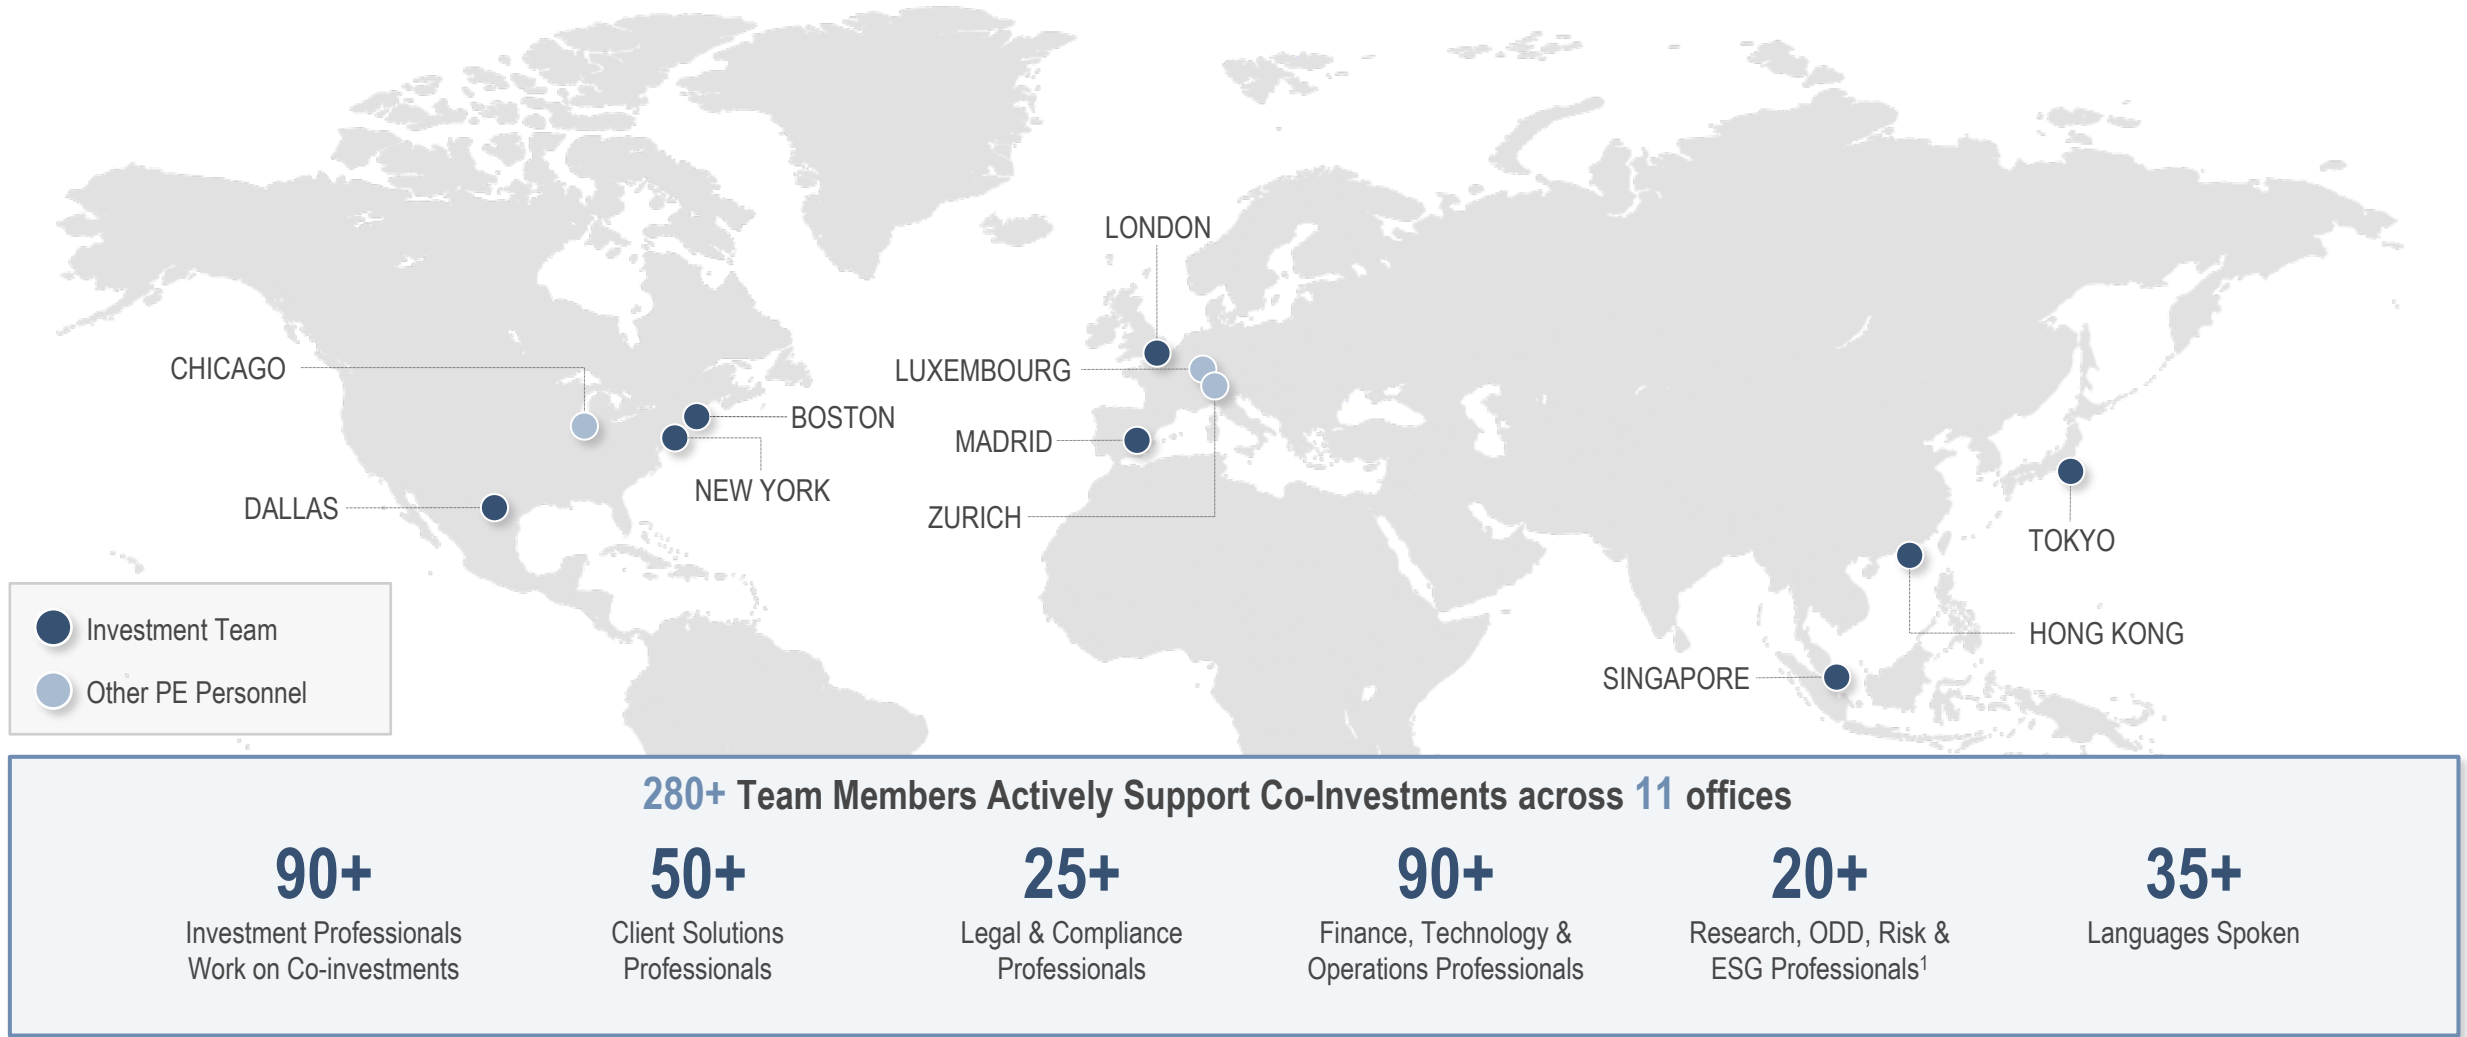 LONDON
CHICAGO
LUXEMBOURG
BOSTON
MADRID
NEW YORK
DALLAS
ZURICH
TOKYO
HONG KONG
SINGAPORE
Investment Team
Other PE Personnel
280+ Team Members Actively Support Co-Investments across 11 offices
90+
Investment Professionals
Work on Co-investments
50+
Client Solutions
Professionals
25+
Legal & Compliance
Professionals
90+
Finance, Technology &
Operations Professionals
20+
Research, ODD, Risk &
ESG Professionals¹
35+
Languages Spoken